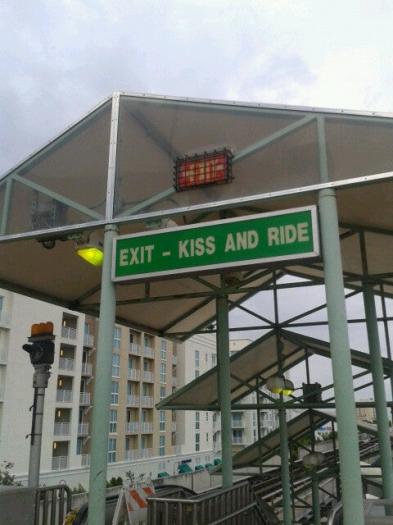 EXIT - KISS AND RIDE